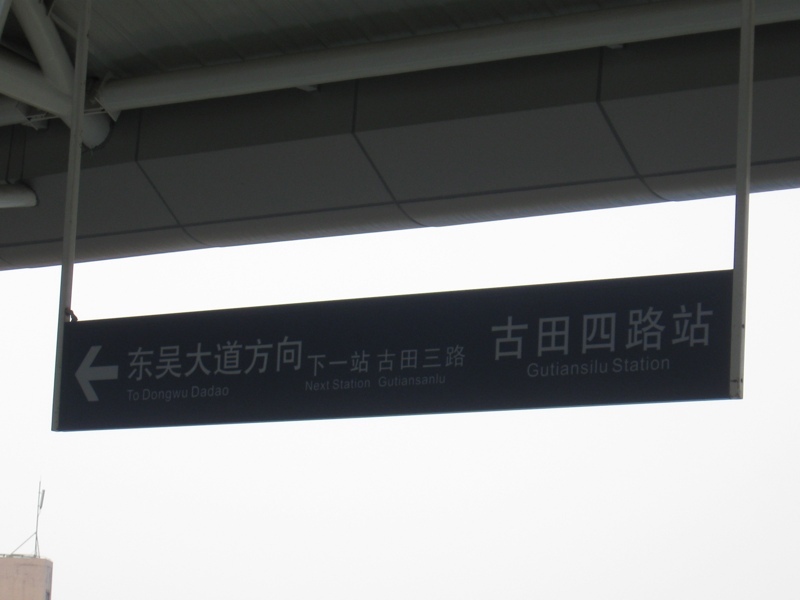 东吴大道方向
To Dongwu Dadao
下一站 古田三路
Next Station Gutiansanlu
古田四路站
Gutiansilu Station